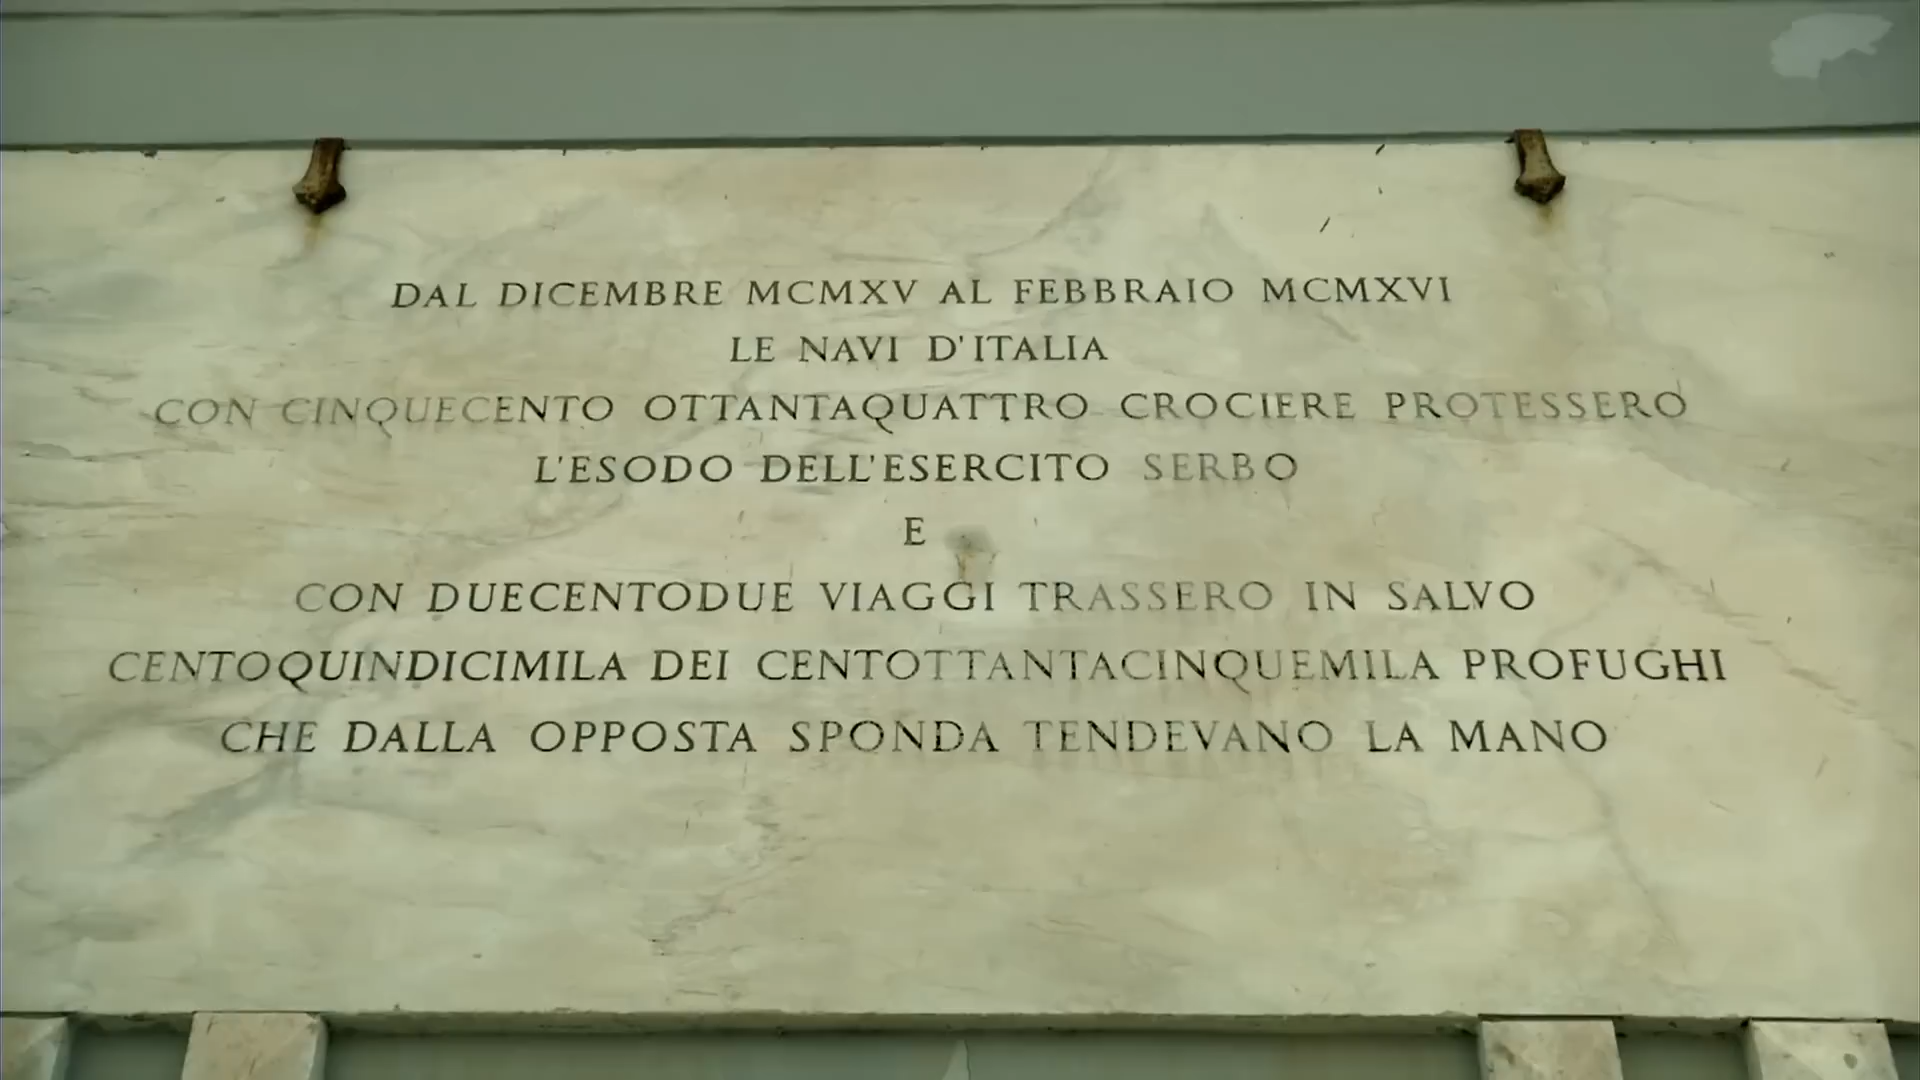 DAL DICEMBRE MCMXV AL FEBBRAIO MCMXVI
LE NAVI D'ITALIA
CON CINQUECENTO OTTANTAQUATTRO CROCIERE PROTESSERO
L'ESODO DELL'ESERCITO SERBO
E
CON DUECENTODUE VIAGGI TRASSERO IN SALVO
CENTOQUINDICIMILA DEI CENTOTTANTACINQUEMILA PROFUGHI
CHE DALLA OPPOSTA SPONDA TENDEVANO LA MANO